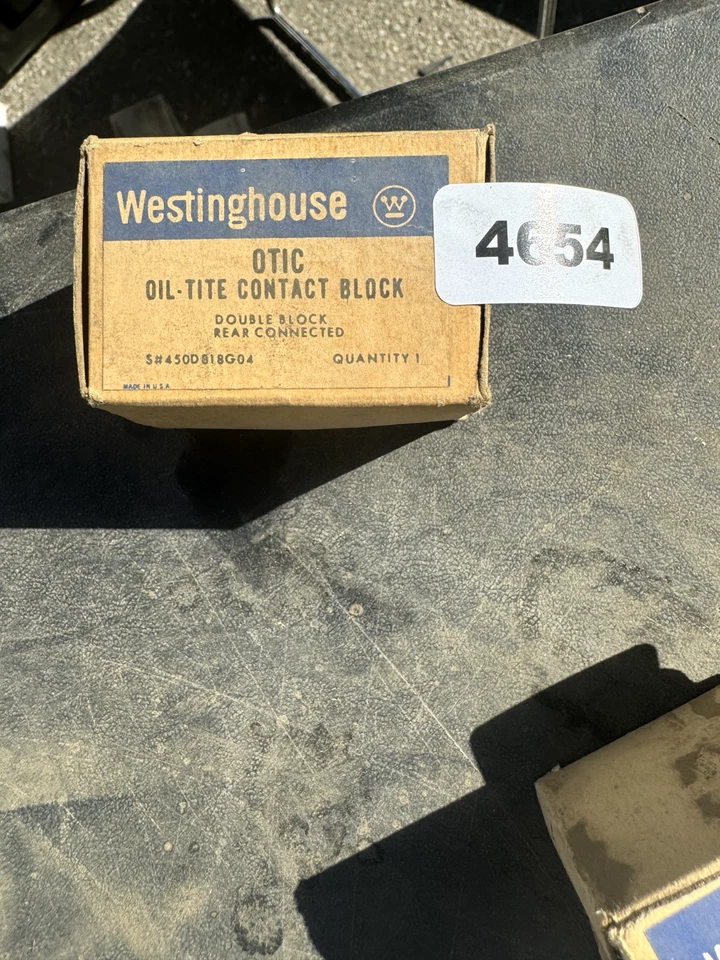 Westinghouse W
4654
OTIC
OIL-TITE CONTACT BLOCK
DOUBLE BLOCK
REAR CONNECTED
S#450D818G04 QUANTITY 1
MADE IN U.S.A